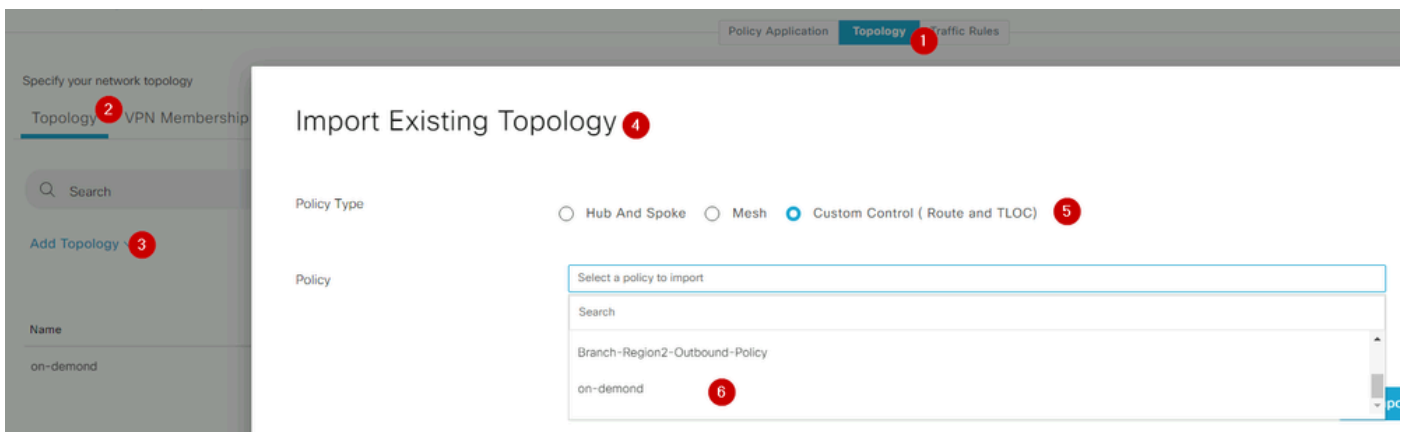 Policy Application Topology 1 Traffic Rules
Specify your network topology
Topology 2 VPN Membership
Import Existing Topology 4
Search
Policy Type
Hub And Spoke Mesh Custom Control ( Route and TLOC) 5
Add Topology 3
Policy
Select a policy to import
Search
Name
Branch-Region2-Outbound-Policy
on-demond
on-demond 6